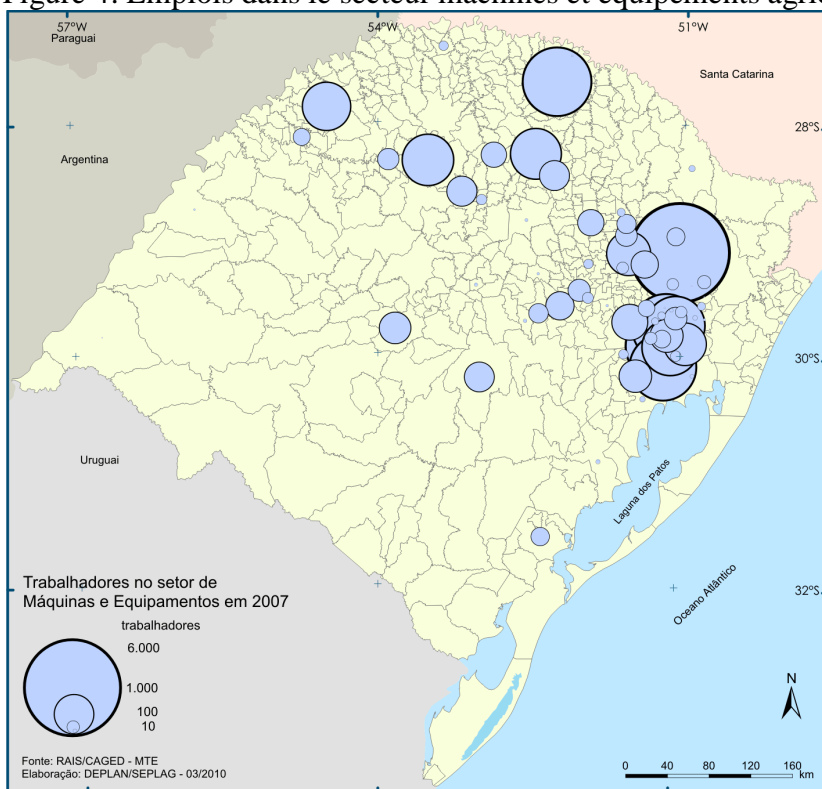 Figure 4: Emplois dans le secteur machines et équipements agri
57°W
54°W
51°W
Paraguai
Santa Catarina
28°S
Argentina
30°S
Uruguai
Laguna dos Patos
Oceano Atlântico
32°S
Trabalhadores no setor de
Máquinas e Equipamentos em 2007
trabalhadores
6.000
1.000
100
10
N
Fonte: RAIS/CAGED - MTE
Elaboração: DEPLAN/SEPLAG - 03/2010
0 40 80 120 160
km